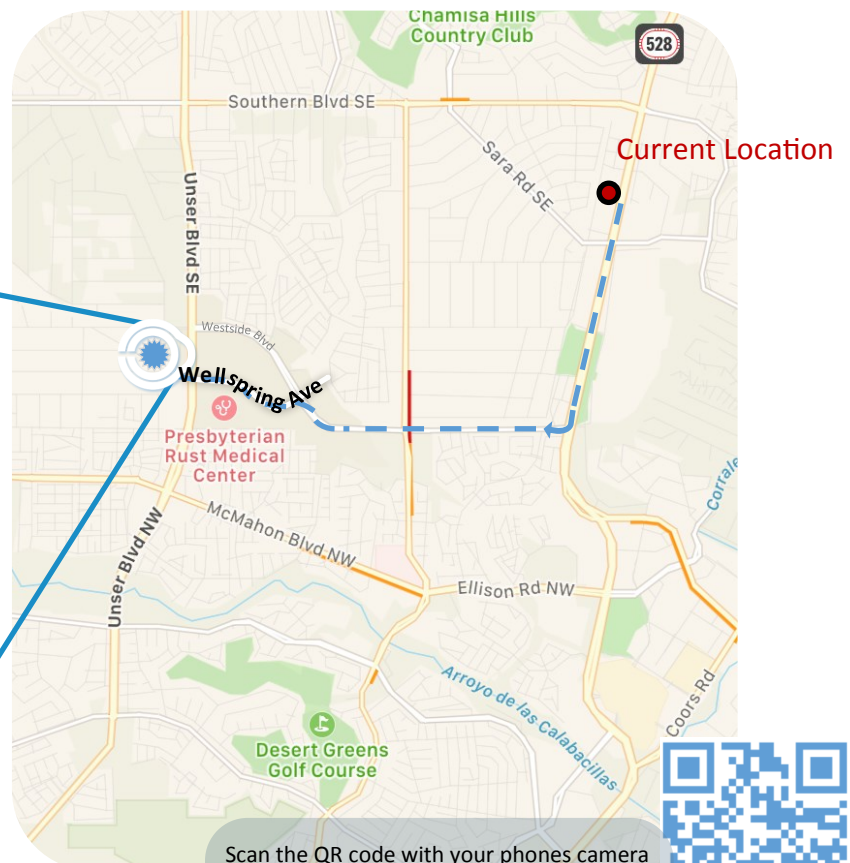 Chamisa Hills
Country Club
528
Southern Blvd SE
Current Location
Sara Rd SE
Unser Blvd SE
Westside Blvd
Wellspring Ave
Presbyterian
Rust Medical
Center
Corrale
McMahon Blvd NW
Unser Blvd NW
Ellison Rd NW
Arroyo de las Calabacillas
Coors Rd
Desert Greens
Golf Course
Scan the QR code with your phones camera